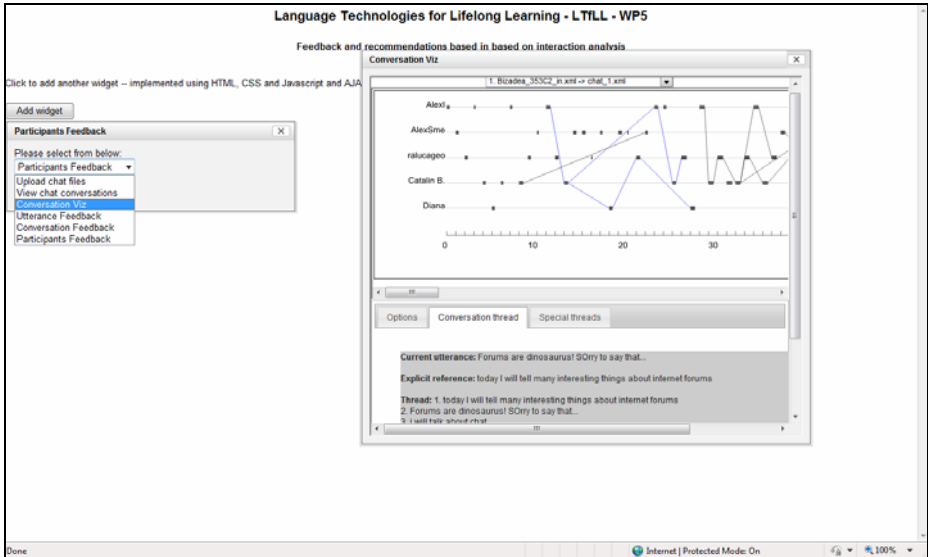 Language Technologies for Lifelong Learning - LTfLL - WP5
Feedback and recommendations based in based on interaction analysis
Click to add another widget -- implemented using HTML, CSS and Javascript and AJA
Add widget
Participants Feedback
Please select from below:
Participants Feedback
Upload chat files
View chat conversations
Conversation Viz
Utterance Feedback
Conversation Feedback
Participants Feedback
Conversation Viz
1. Bizadea_353C2_in.xml -> chat_1.xml
AlexI
AlexSme
ralucageo
Catalin B.
Diana
0 10 20 30
Options Conversation thread Special threads
Current utterance: Forums are dinosaurus! SOrry to say that...
Explicit reference: today I will tell many interesting things about internet forums
Thread: 1. today I will tell many interesting things about internet forums
2. Forums are dinosaurus! SOrry to say that...
3. i will talk about chat
Done Internet | Protected Mode: On 100%